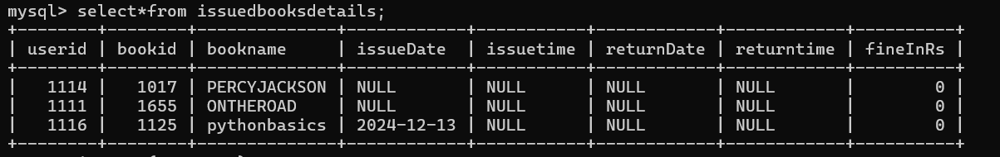 mysql> select*from issuedbooksdetails;
+--------+--------+--------------+------------+-----------+------------+------------+----------+
| userid | bookid | bookname     | issueDate  | issuetime | returnDate | returntime | fineInRs |
+--------+--------+--------------+------------+-----------+------------+------------+----------+
|   1114 |   1017 | PERCYJACKSON | NULL       | NULL      | NULL       | NULL       |        0 |
|   1111 |   1655 | ONTHEROAD    | NULL       | NULL      | NULL       | NULL       |        0 |
|   1116 |   1125 | pythonbasics | 2024-12-13 | NULL      | NULL       | NULL       |        0 |
+--------+--------+--------------+------------+-----------+------------+------------+----------+